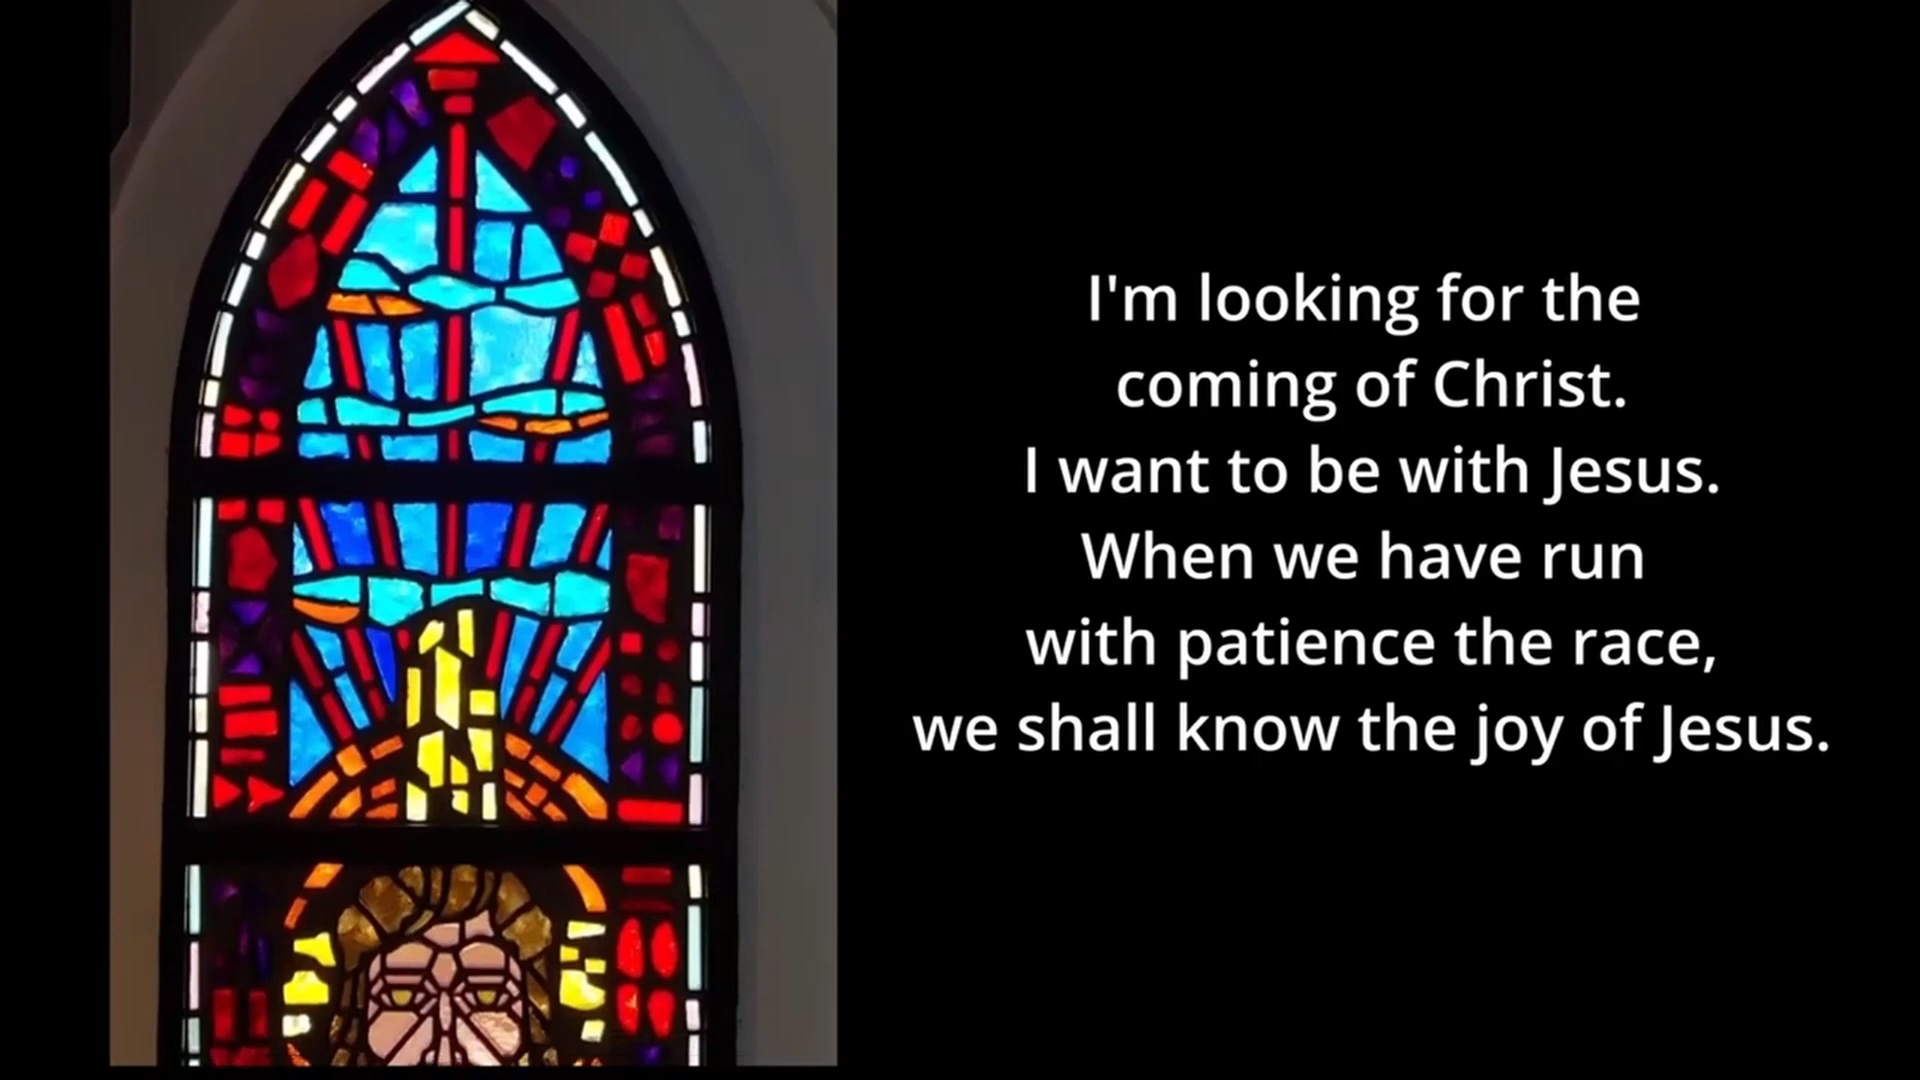 I'm looking for the
coming of Christ.
I want to be with Jesus.
When we have run
with patience the race,
we shall know the joy of Jesus.